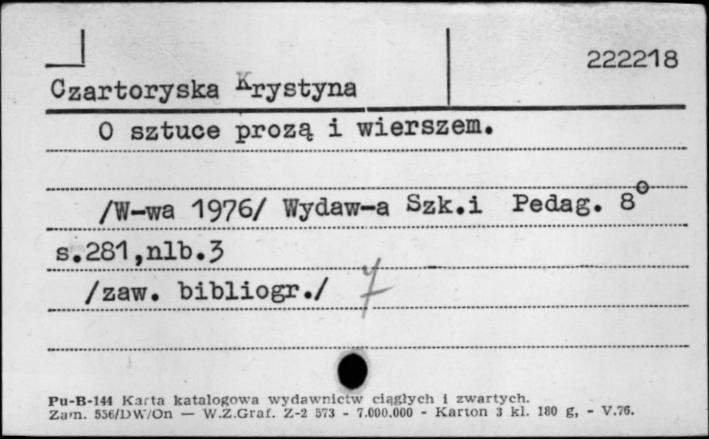 222218
Czartoryska Krystyna
O sztuce prozą i wierszem.
/W-wa 1976/ Wydaw-a Szk.i Pedag. 8°
s.281,nlb.3
/zaw. bibliogr./
Pu-B-144 Karta katalogowa wydawnictw ciągłych i zwartych.
Zam. 556/DW/On — W.Z.Graf. Z-2 573 - 7.000.000 - Karton 3 kl. 180 g, - V.76.